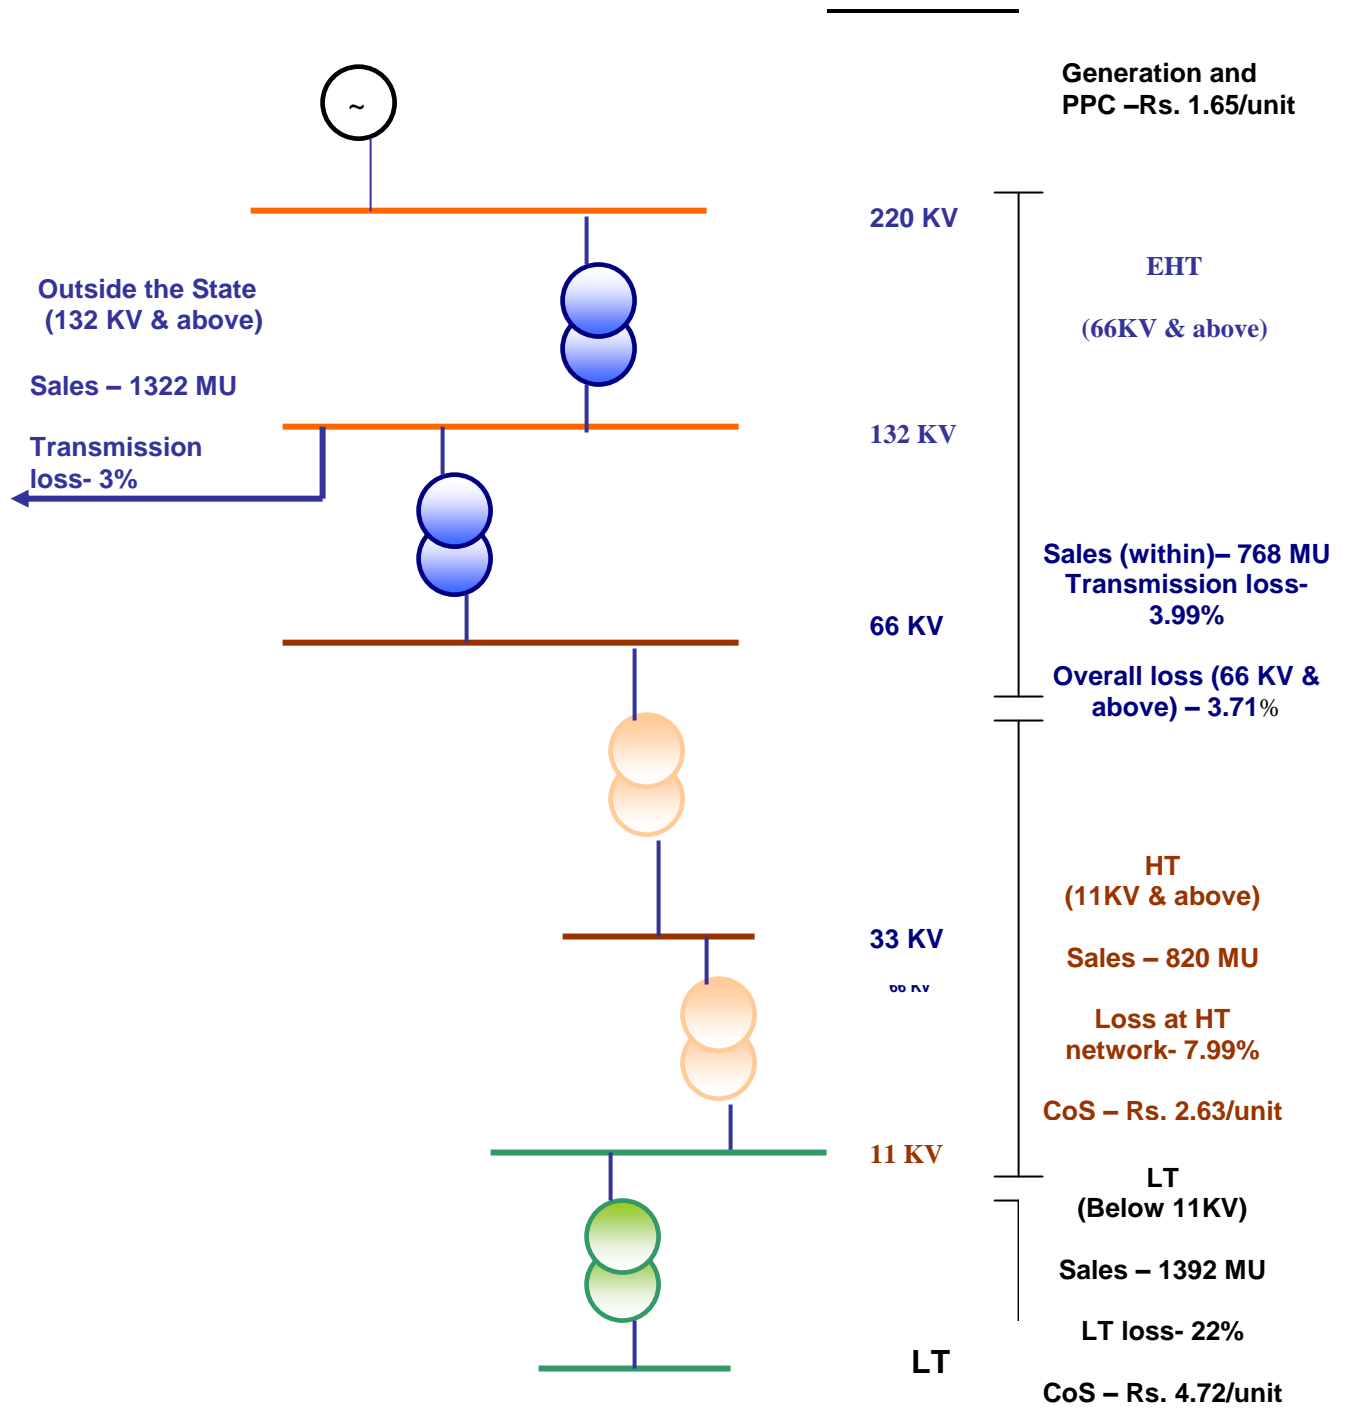 Generation and
PPC –Rs. 1.65/unit
~
220 KV
EHT
(66KV & above)
Outside the State
(132 KV & above)
Sales – 1322 MU
Transmission
loss- 3%
132 KV
Sales (within)– 768 MU
Transmission loss-
3.99%
66 KV
Overall loss (66 KV &
above) – 3.71%
HT
(11KV & above)
33 KV
Sales – 820 MU
66 KV
Loss at HT
network- 7.99%
CoS – Rs. 2.63/unit
11 KV
LT
(Below 11KV)
Sales – 1392 MU
LT loss- 22%
LT
CoS – Rs. 4.72/unit